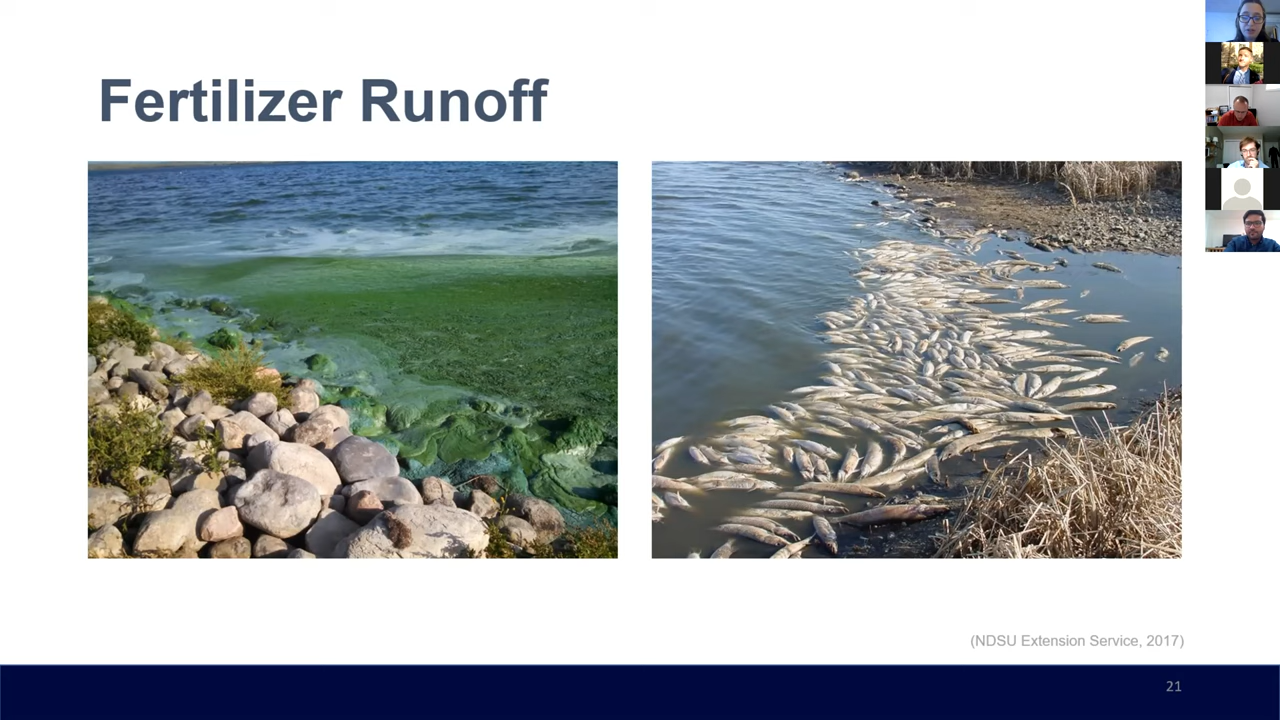 Fertilizer Runoff
(NDSU Extension Service, 2017)
21